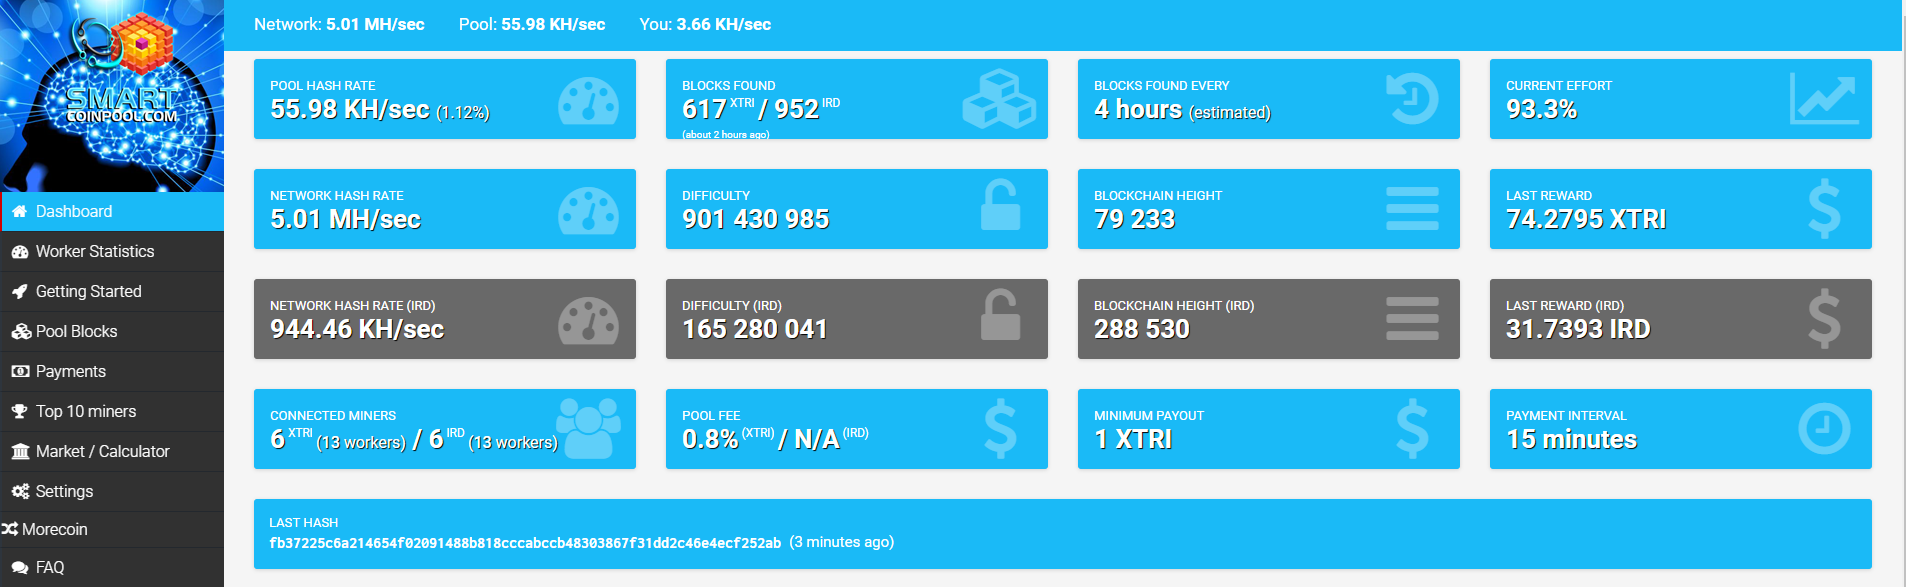 SMART
COINPOOL.COM
Dashboard
Worker Statistics
Getting Started
Pool Blocks
Payments
Top 10 miners
Market / Calculator
Settings
Morecoin
FAQ
Network: 5.01 MH/sec Pool: 55.98 KH/sec You: 3.66 KH/sec
POOL HASH RATE
55.98 KH/sec (1.12%)
BLOCKS FOUND
617 XTRI / 952 IRD
(about 2 hours ago)
BLOCKS FOUND EVERY
4 hours (estimated)
CURRENT EFFORT
93.3%
NETWORK HASH RATE
5.01 MH/sec
DIFFICULTY
901 430 985
BLOCKCHAIN HEIGHT
79 233
LAST REWARD
74.2795 XTRI
NETWORK HASH RATE (IRD)
944.46 KH/sec
DIFFICULTY (IRD)
165 280 041
BLOCKCHAIN HEIGHT (IRD)
288 530
LAST REWARD (IRD)
31.7393 IRD
CONNECTED MINERS
6 XTRI (13 workers) / 6 IRD (13 workers)
POOL FEE
0.8% (XTRI) / N/A (IRD)
MINIMUM PAYOUT
1 XTRI
PAYMENT INTERVAL
15 minutes
LAST HASH
fb37225c6a214654f02091488b818cccabccb48303867f31dd2c46e4ecf252ab (3 minutes ago)